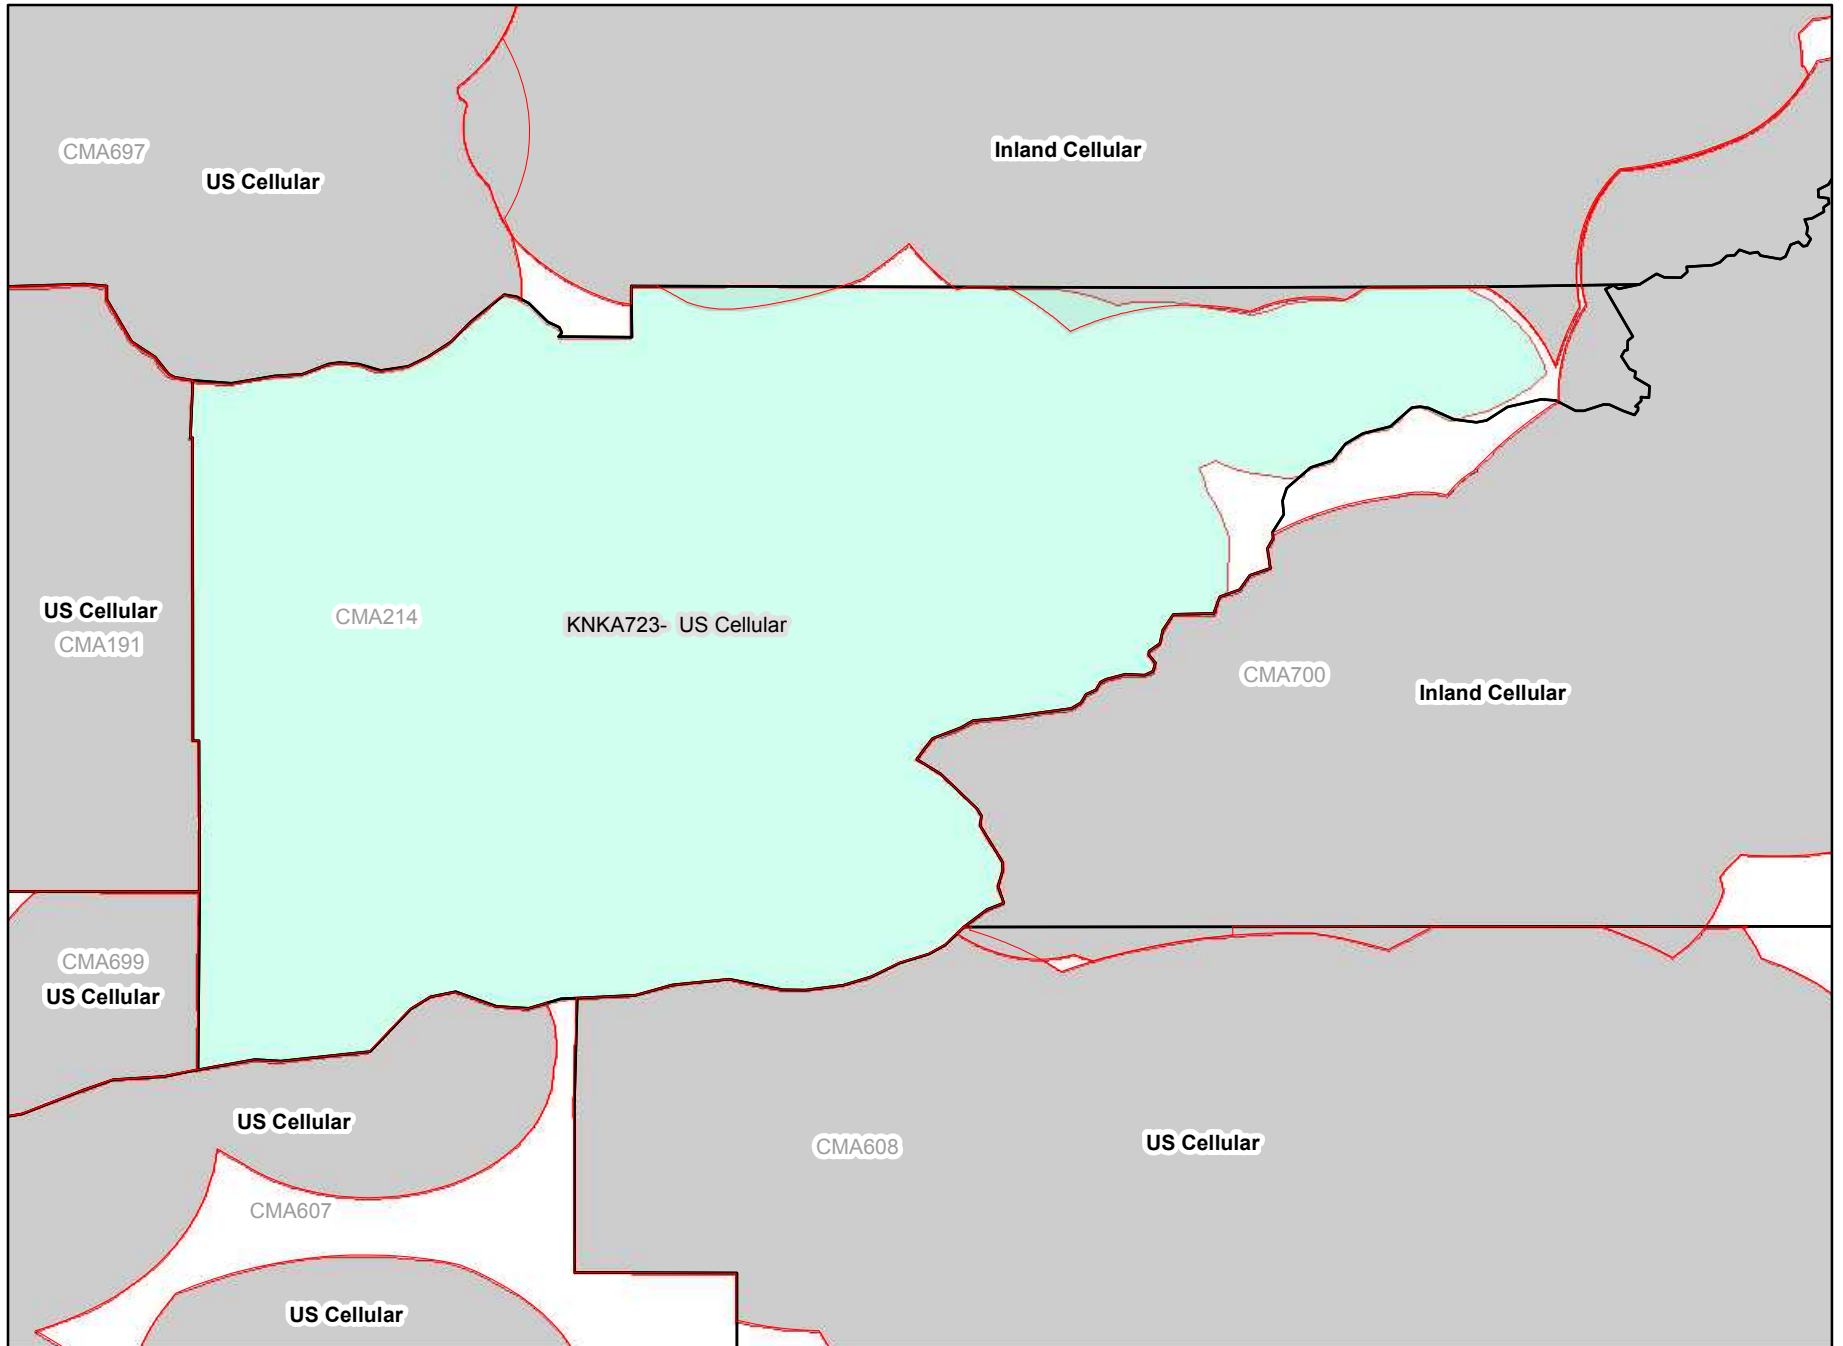 CMA697
US Cellular
Inland Cellular
US Cellular
CMA191
CMA214
KNKA723- US Cellular
CMA700
Inland Cellular
CMA699
US Cellular
US Cellular
CMA608
US Cellular
CMA607
US Cellular